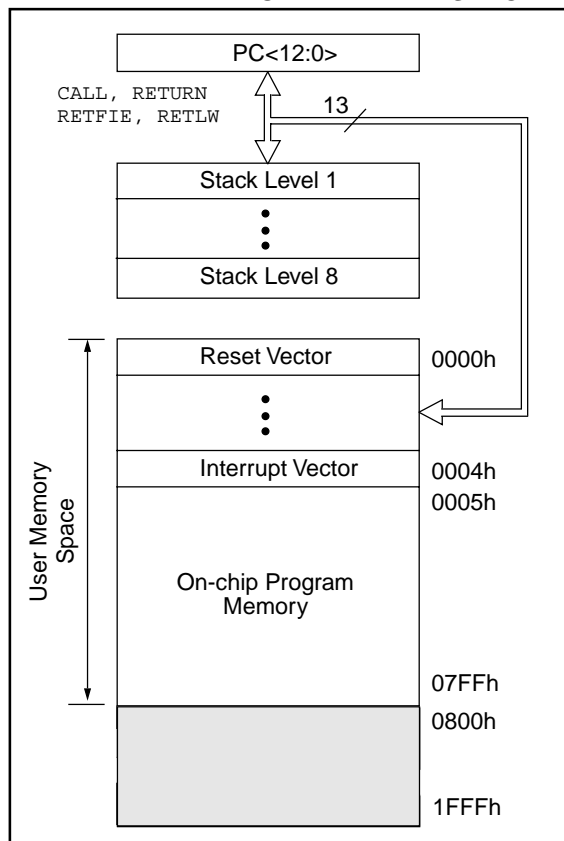 PC<12:0>
CALL, RETURN
RETFIE, RETLW
13
Stack Level 1
Stack Level 8
Reset Vector
0000h
Interrupt Vector
0004h
0005h
User Memory
Space
On-chip Program
Memory
07FFh
0800h
1FFFh